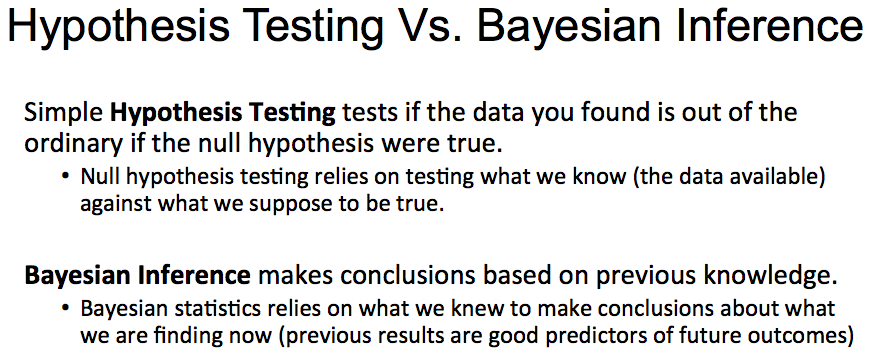 Hypothesis Testing Vs. Bayesian Inference
Simple Hypothesis Testing tests if the data you found is out of the
ordinary if the null hypothesis were true.
• Null hypothesis testing relies on testing what we know (the data available)
against what we suppose to be true.
Bayesian Inference makes conclusions based on previous knowledge.
• Bayesian statistics relies on what we knew to make conclusions about what
we are finding now (previous results are good predictors of future outcomes)